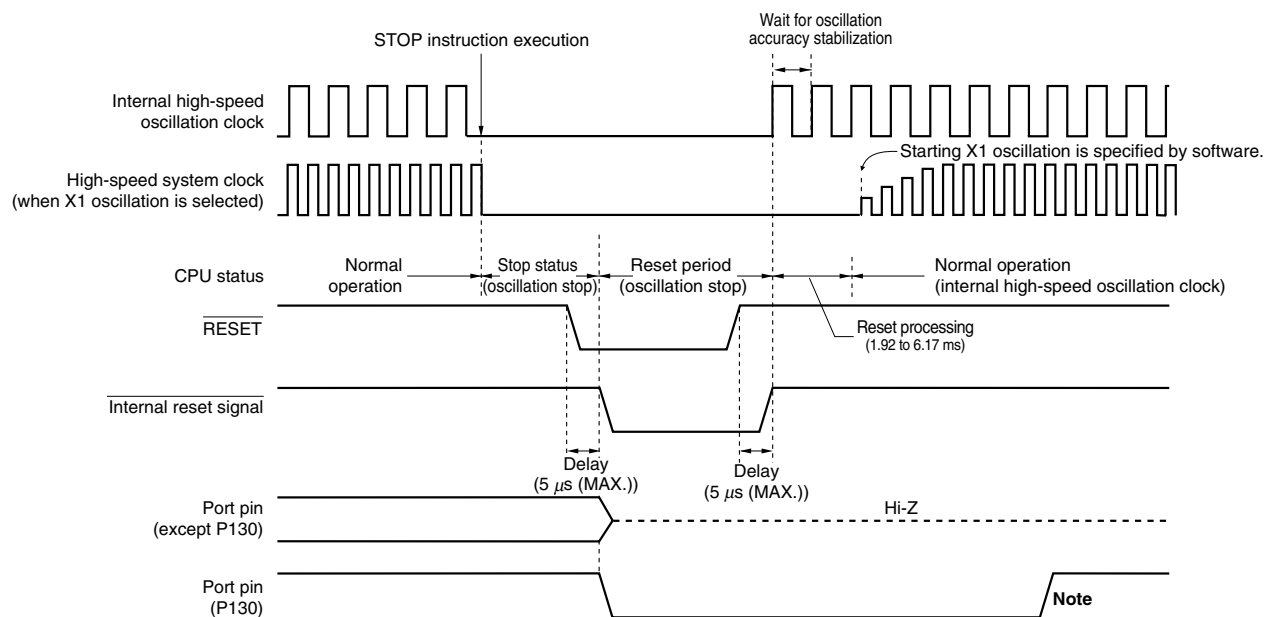 Wait for oscillation
accuracy stabilization
STOP instruction execution
Internal high-speed
oscillation clock
Starting X1 oscillation is specified by software.
High-speed system clock
(when X1 oscillation is selected)
CPU status
Normal
operation
Stop status
(oscillation stop)
Reset period
(oscillation stop)
Normal operation
(internal high-speed oscillation clock)
RESET
Reset processing
(1.92 to 6.17 ms)
Internal reset signal
Delay
(5 μs (MAX.))
Delay
(5 μs (MAX.))
Port pin
(except P130)
Hi-Z
Port pin
(P130)
Note